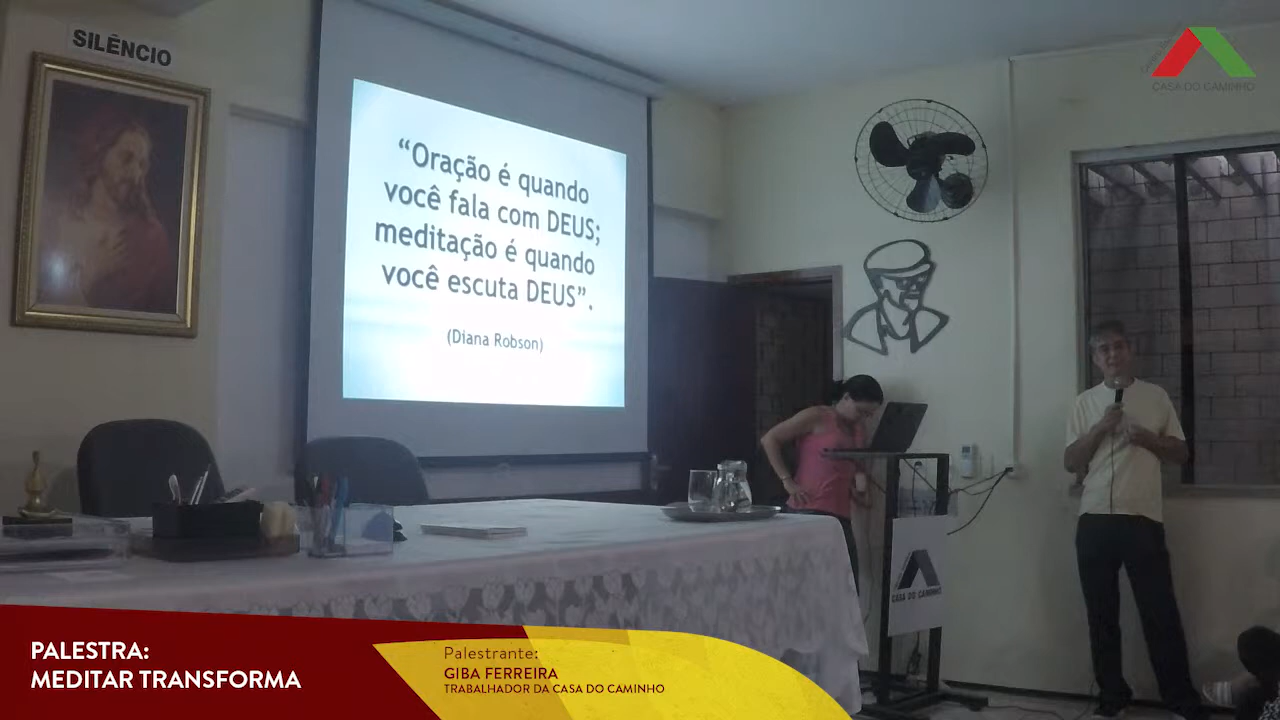 SILÊNCIO
“Oração é quando
você fala com DEUS;
meditação é quando
você escuta DEUS”.
(Diana Robson)
CASA DO CAMINHO
CASA DO CAMINHO
PALESTRA:
MEDITAR TRANSFORMA
Palestrante:
GIBA FERREIRA
TRABALHADOR DA CASA DO CAMINHO